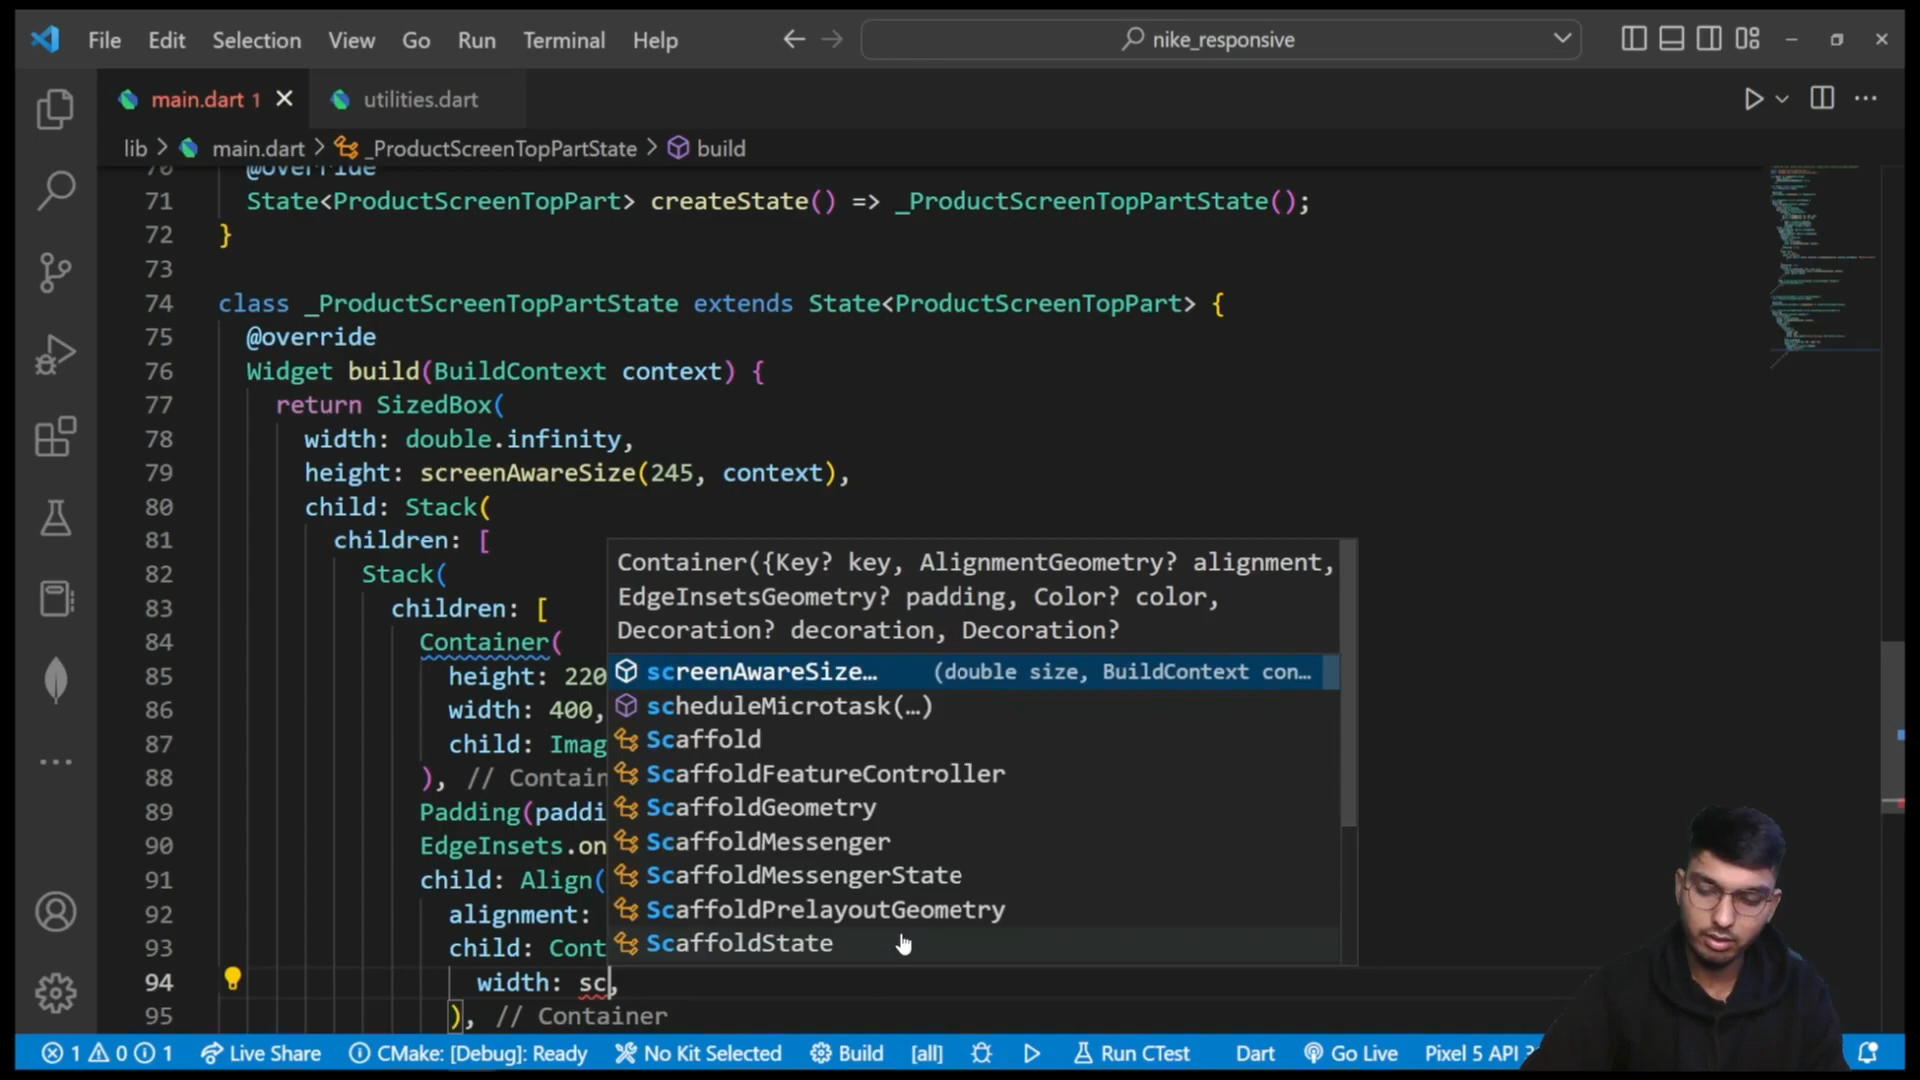 File Edit Selection View Go Run Terminal Help nike_responsive
main.dart 1 utilities.dart
lib > main.dart > _ProductScreenTopPartState > build
70 @override
71 State<ProductScreenTopPart> createState() => _ProductScreenTopPartState();
72 }
73
74 class _ProductScreenTopPartState extends State<ProductScreenTopPart> {
75 @override
76 Widget build(BuildContext context) {
77 return SizedBox(
78 width: double.infinity,
79 height: screenAwareSize(245, context),
80 child: Stack(
81 children: [
82 Stack(
83 children: [
84 Container(
85 height: 220
86 width: 400,
87 child: Imag
88 ), // Contain
89 Padding(paddi
90 EdgeInsets.on
91 child: Align(
92 alignment:
93 child: Cont
94 width: sc,
95 ), // Container
Container({Key? key, AlignmentGeometry? alignment,
EdgeInsetsGeometry? padding, Color? color,
Decoration? decoration, Decoration?
screenAwareSize… (double size, BuildContext con…
scheduleMicrotask(…)
Scaffold
ScaffoldFeatureController
ScaffoldGeometry
ScaffoldMessenger
ScaffoldMessengerState
ScaffoldPrelayoutGeometry
ScaffoldState
1 0 1 Live Share CMake: [Debug]: Ready No Kit Selected Build [all] Run CTest Dart Go Live Pixel 5 API